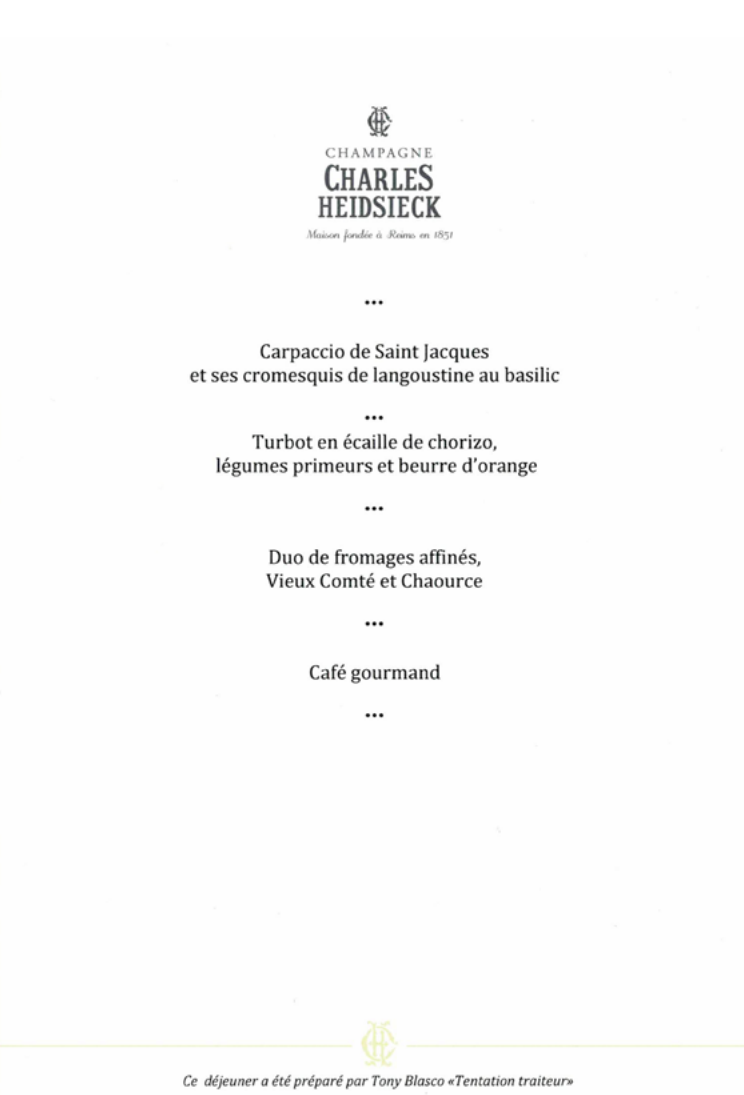 CHAMPAGNE
CHARLES
HEIDSIECK
Maison fondée à Reims en 1851
•••
Carpaccio de Saint Jacques
et ses cromesquis de langoustine au basilic
•••
Turbot en écaille de chorizo,
légumes primeurs et beurre d'orange
•••
Duo de fromages affinés,
Vieux Comté et Chaource
•••
Café gourmand
•••
Ce déjeuner a été préparé par Tony Blasco «Tentation traiteur»